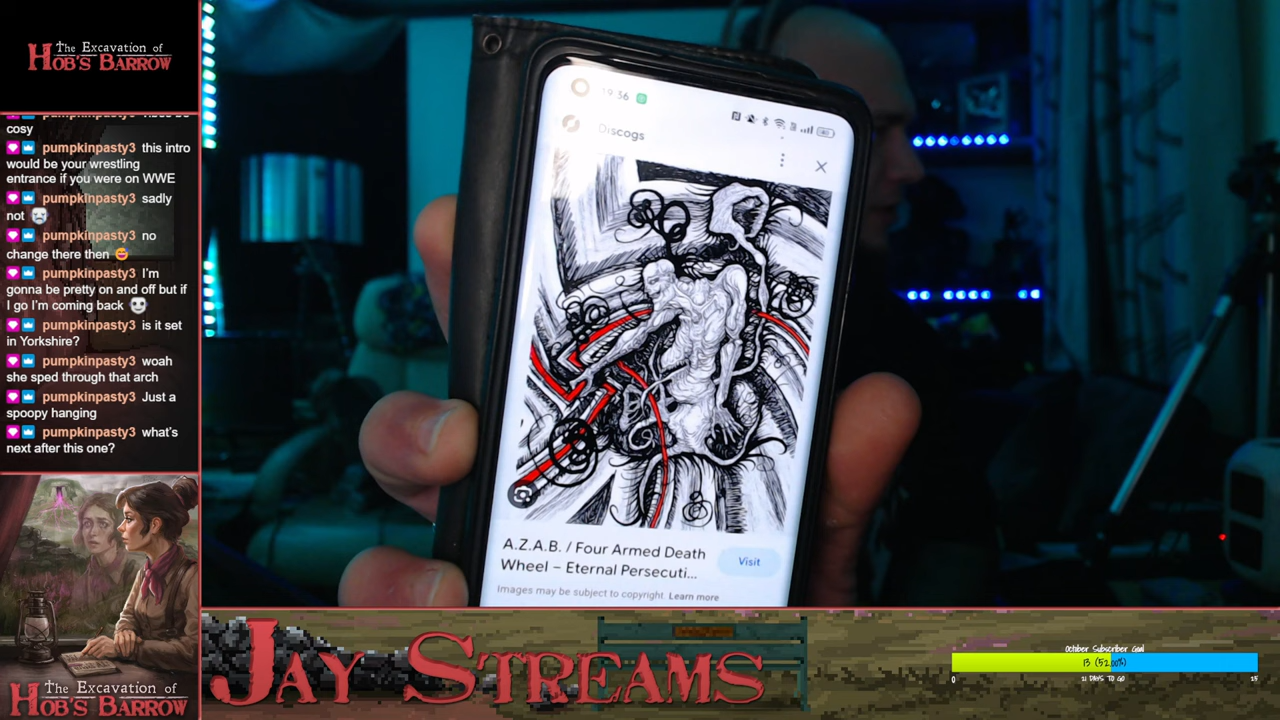 The Excavation of
HOB'S BARROW
cosy
pumpkinpasty3 this intro
would be your wrestling
entrance if you were on WWE
pumpkinpasty3 sadly
not
pumpkinpasty3 no
change there then
pumpkinpasty3 I'm
gonna be pretty on and off but if
I go I'm coming back
pumpkinpasty3 is it set
in Yorkshire?
pumpkinpasty3 woah
she sped through that arch
pumpkinpasty3 Just a
spoopy hanging
pumpkinpasty3 what's
next after this one?
The Excavation of
HOB'S BARROW
19:36
Discogs
A.Z.A.B. / Four Armed Death
Wheel – Eternal Persecuti...
Visit
Images may be subject to copyright. Learn more
JAY STREAMS
October Subscriber Goal
13 (52.00%)
0
21 DAYS TO GO
25